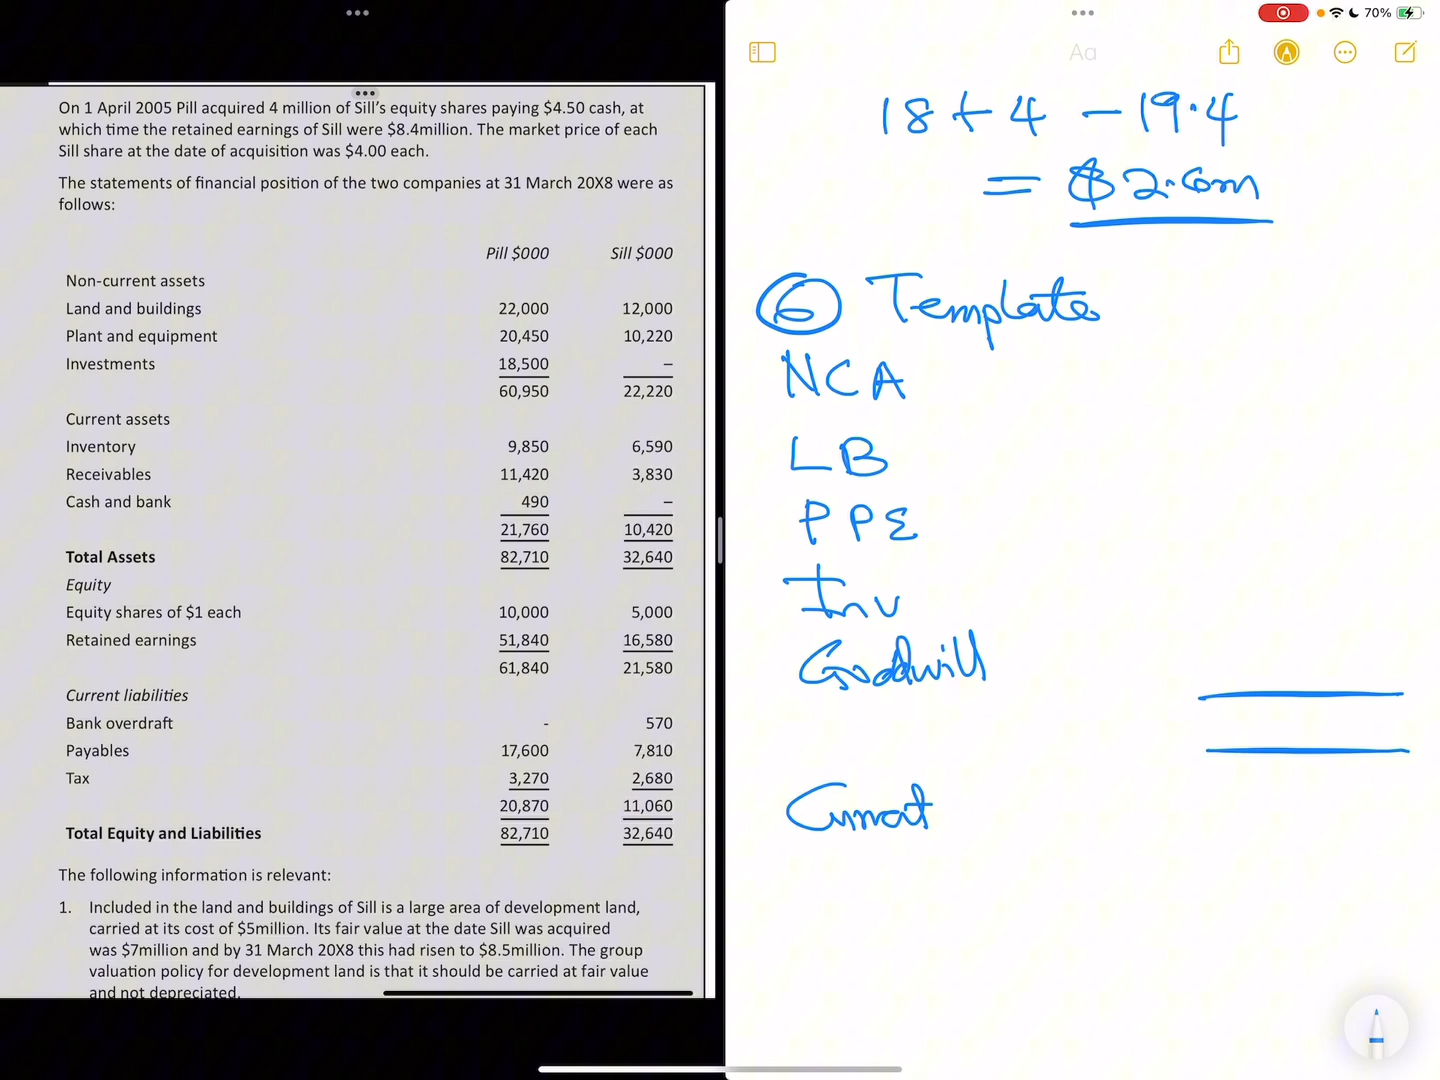 70%
Aa
On 1 April 2005 Pill acquired 4 million of Sill's equity shares paying $4.50 cash, at
which time the retained earnings of Sill were $8.4million. The market price of each
Sill share at the date of acquisition was $4.00 each.
The statements of financial position of the two companies at 31 March 20X8 were as
follows:
Pill $000 Sill $000
Non-current assets
Land and buildings 22,000 12,000
Plant and equipment 20,450 10,220
Investments 18,500 –
60,950 22,220
Current assets
Inventory 9,850 6,590
Receivables 11,420 3,830
Cash and bank 490 –
21,760 10,420
Total Assets 82,710 32,640
Equity
Equity shares of $1 each 10,000 5,000
Retained earnings 51,840 16,580
61,840 21,580
Current liabilities
Bank overdraft - 570
Payables 17,600 7,810
Tax 3,270 2,680
20,870 11,060
Total Equity and Liabilities 82,710 32,640
The following information is relevant:
1. Included in the land and buildings of Sill is a large area of development land,
carried at its cost of $5million. Its fair value at the date Sill was acquired
was $7million and by 31 March 20X8 this had risen to $8.5million. The group
valuation policy for development land is that it should be carried at fair value
and not depreciated.
18 + 4 – 19.4
= $2.6m
6 Template
NCA
LB
PPE
Inv
Goodwill
Current